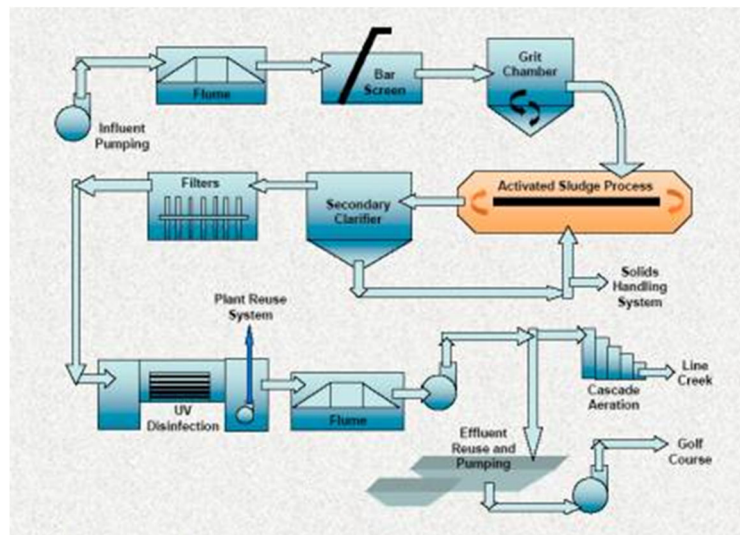 Influent
Pumping
Flume
Bar
Screen
Grit
Chamber
Activated Sludge Process
Secondary
Clarifier
Filters
Solids
Handling
System
Plant Reuse
System
UV
Disinfection
Flume
Cascade
Aeration
Line
Creek
Effluent
Reuse and
Pumping
Golf
Course